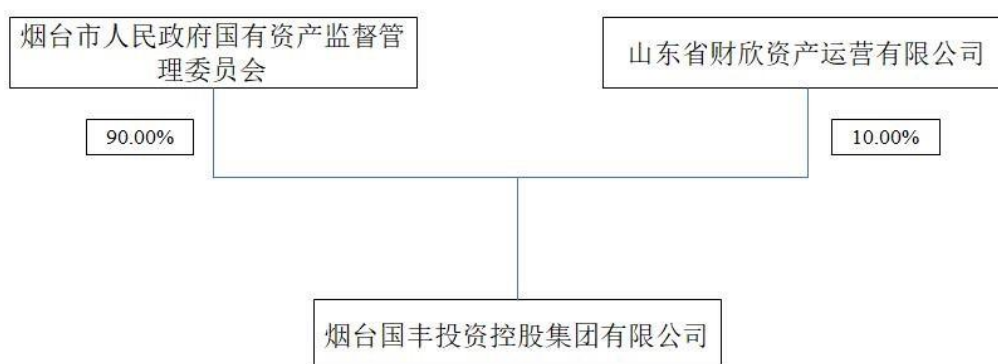 烟台市人民政府国有资产监督管
理委员会
山东省财欣资产运营有限公司
90.00%
10.00%
烟台国丰投资控股集团有限公司